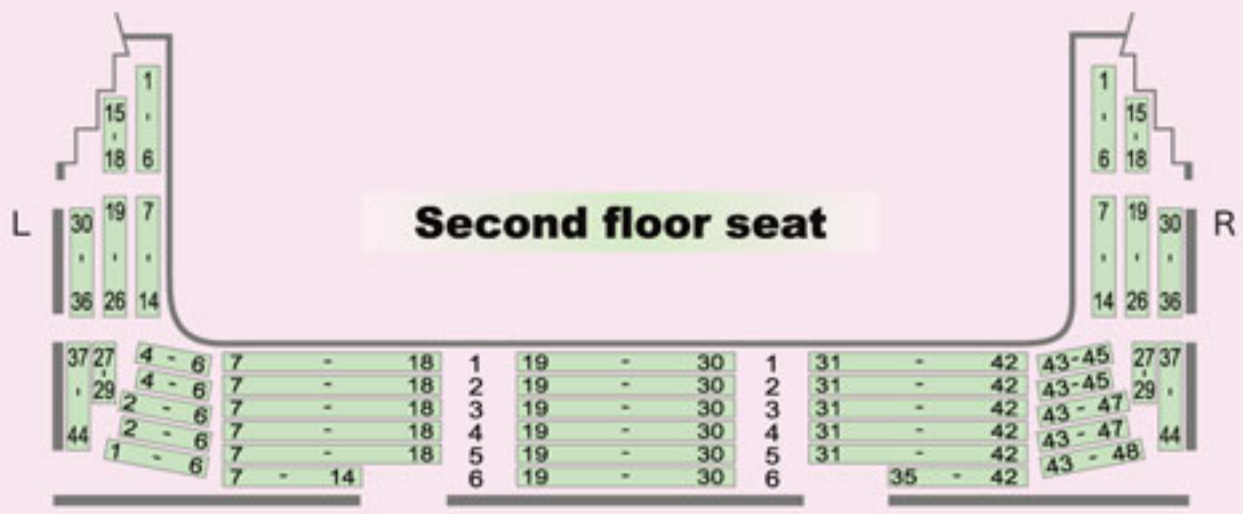 1 1
15 - 6 1 - 6 15 - 18
15 - 18
L 30 - 36 19 - 26 7 - 14 Second floor seat 7 - 14 19 - 26 30 - 36 R
37 - 44 27 - 29 4 - 6 7 - 18 1 19 - 30 1 31 - 42 43-45 27 - 29 37 - 44
4 - 6 7 - 18 2 19 - 30 2 31 - 42 43-45
2 - 6 7 - 18 3 19 - 30 3 31 - 42 43 - 47
2 - 6 7 - 18 4 19 - 30 4 31 - 42 43 - 47
1 - 6 7 - 18 5 19 - 30 5 31 - 42 43 - 48
7 - 14 6 19 - 30 6 35 - 42